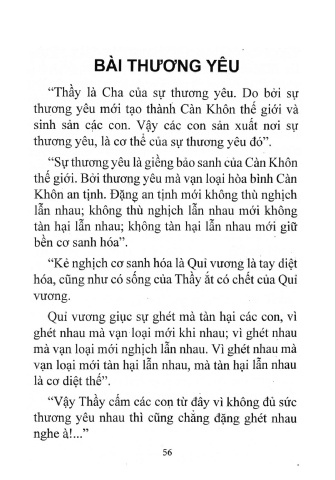 BÀI THƯƠNG YÊU
“Thầy là Cha của sự thương yêu. Do bởi sự
thương yêu mới tạo thành Càn Khôn thế giới và
sinh sản các con. Vậy các con sản xuất nơi sự
thương yêu, là cơ thể của sự thương yêu đó”.
“Sự thương yêu là giềng bảo sanh của Càn Khôn
thế giới. Bởi thương yêu mà vạn loại hòa bình Càn
Khôn an tịnh. Đặng an tịnh mới không thù nghịch
lẫn nhau; không thù nghịch lẫn nhau mới không
tàn hại lẫn nhau; không tàn hại lẫn nhau mới giữ
bền cơ sanh hóa”.
“Kẻ nghịch cơ sanh hóa là Quỉ vương là tay diệt
hóa, cũng như có sống của Thầy ắt có chết của Quỉ
vương.
Quỉ vương giục sự ghét mà tàn hại các con, vì
ghét nhau mà vạn loại mới khi nhau; vì ghét nhau
mà vạn loại mới nghịch lẫn nhau. Vì ghét nhau mà
vạn loại mới tàn hại lẫn nhau, mà tàn hại lẫn nhau
là cơ diệt thế”.
“Vậy Thầy cấm các con từ đây vì không đủ sức
thương yêu nhau thì cũng chẳng đặng ghét nhau
nghe à!...”
56